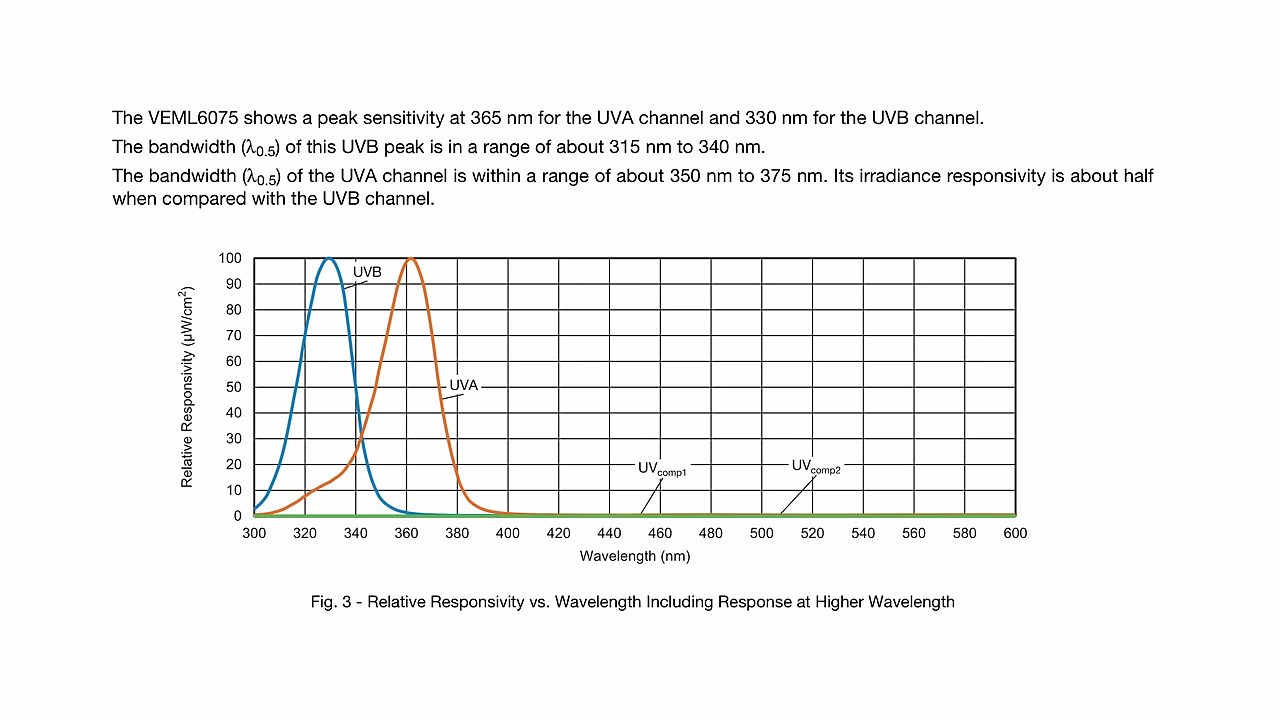 The VEML6075 shows a peak sensitivity at 365 nm for the UVA channel and 330 nm for the UVB channel.
The bandwidth (λ0.5) of this UVB peak is in a range of about 315 nm to 340 nm.
The bandwidth (λ0.5) of the UVA channel is within a range of about 350 nm to 375 nm. Its irradiance responsivity is about half
when compared with the UVB channel.
Relative Responsivity (μW/cm²)
100
90
80
70
60
50
40
30
20
10
0
UVB
UVA
UVcomp1
UVcomp2
300 320 340 360 380 400 420 440 460 480 500 520 540 560 580 600
Wavelength (nm)
Fig. 3 - Relative Responsivity vs. Wavelength Including Response at Higher Wavelength